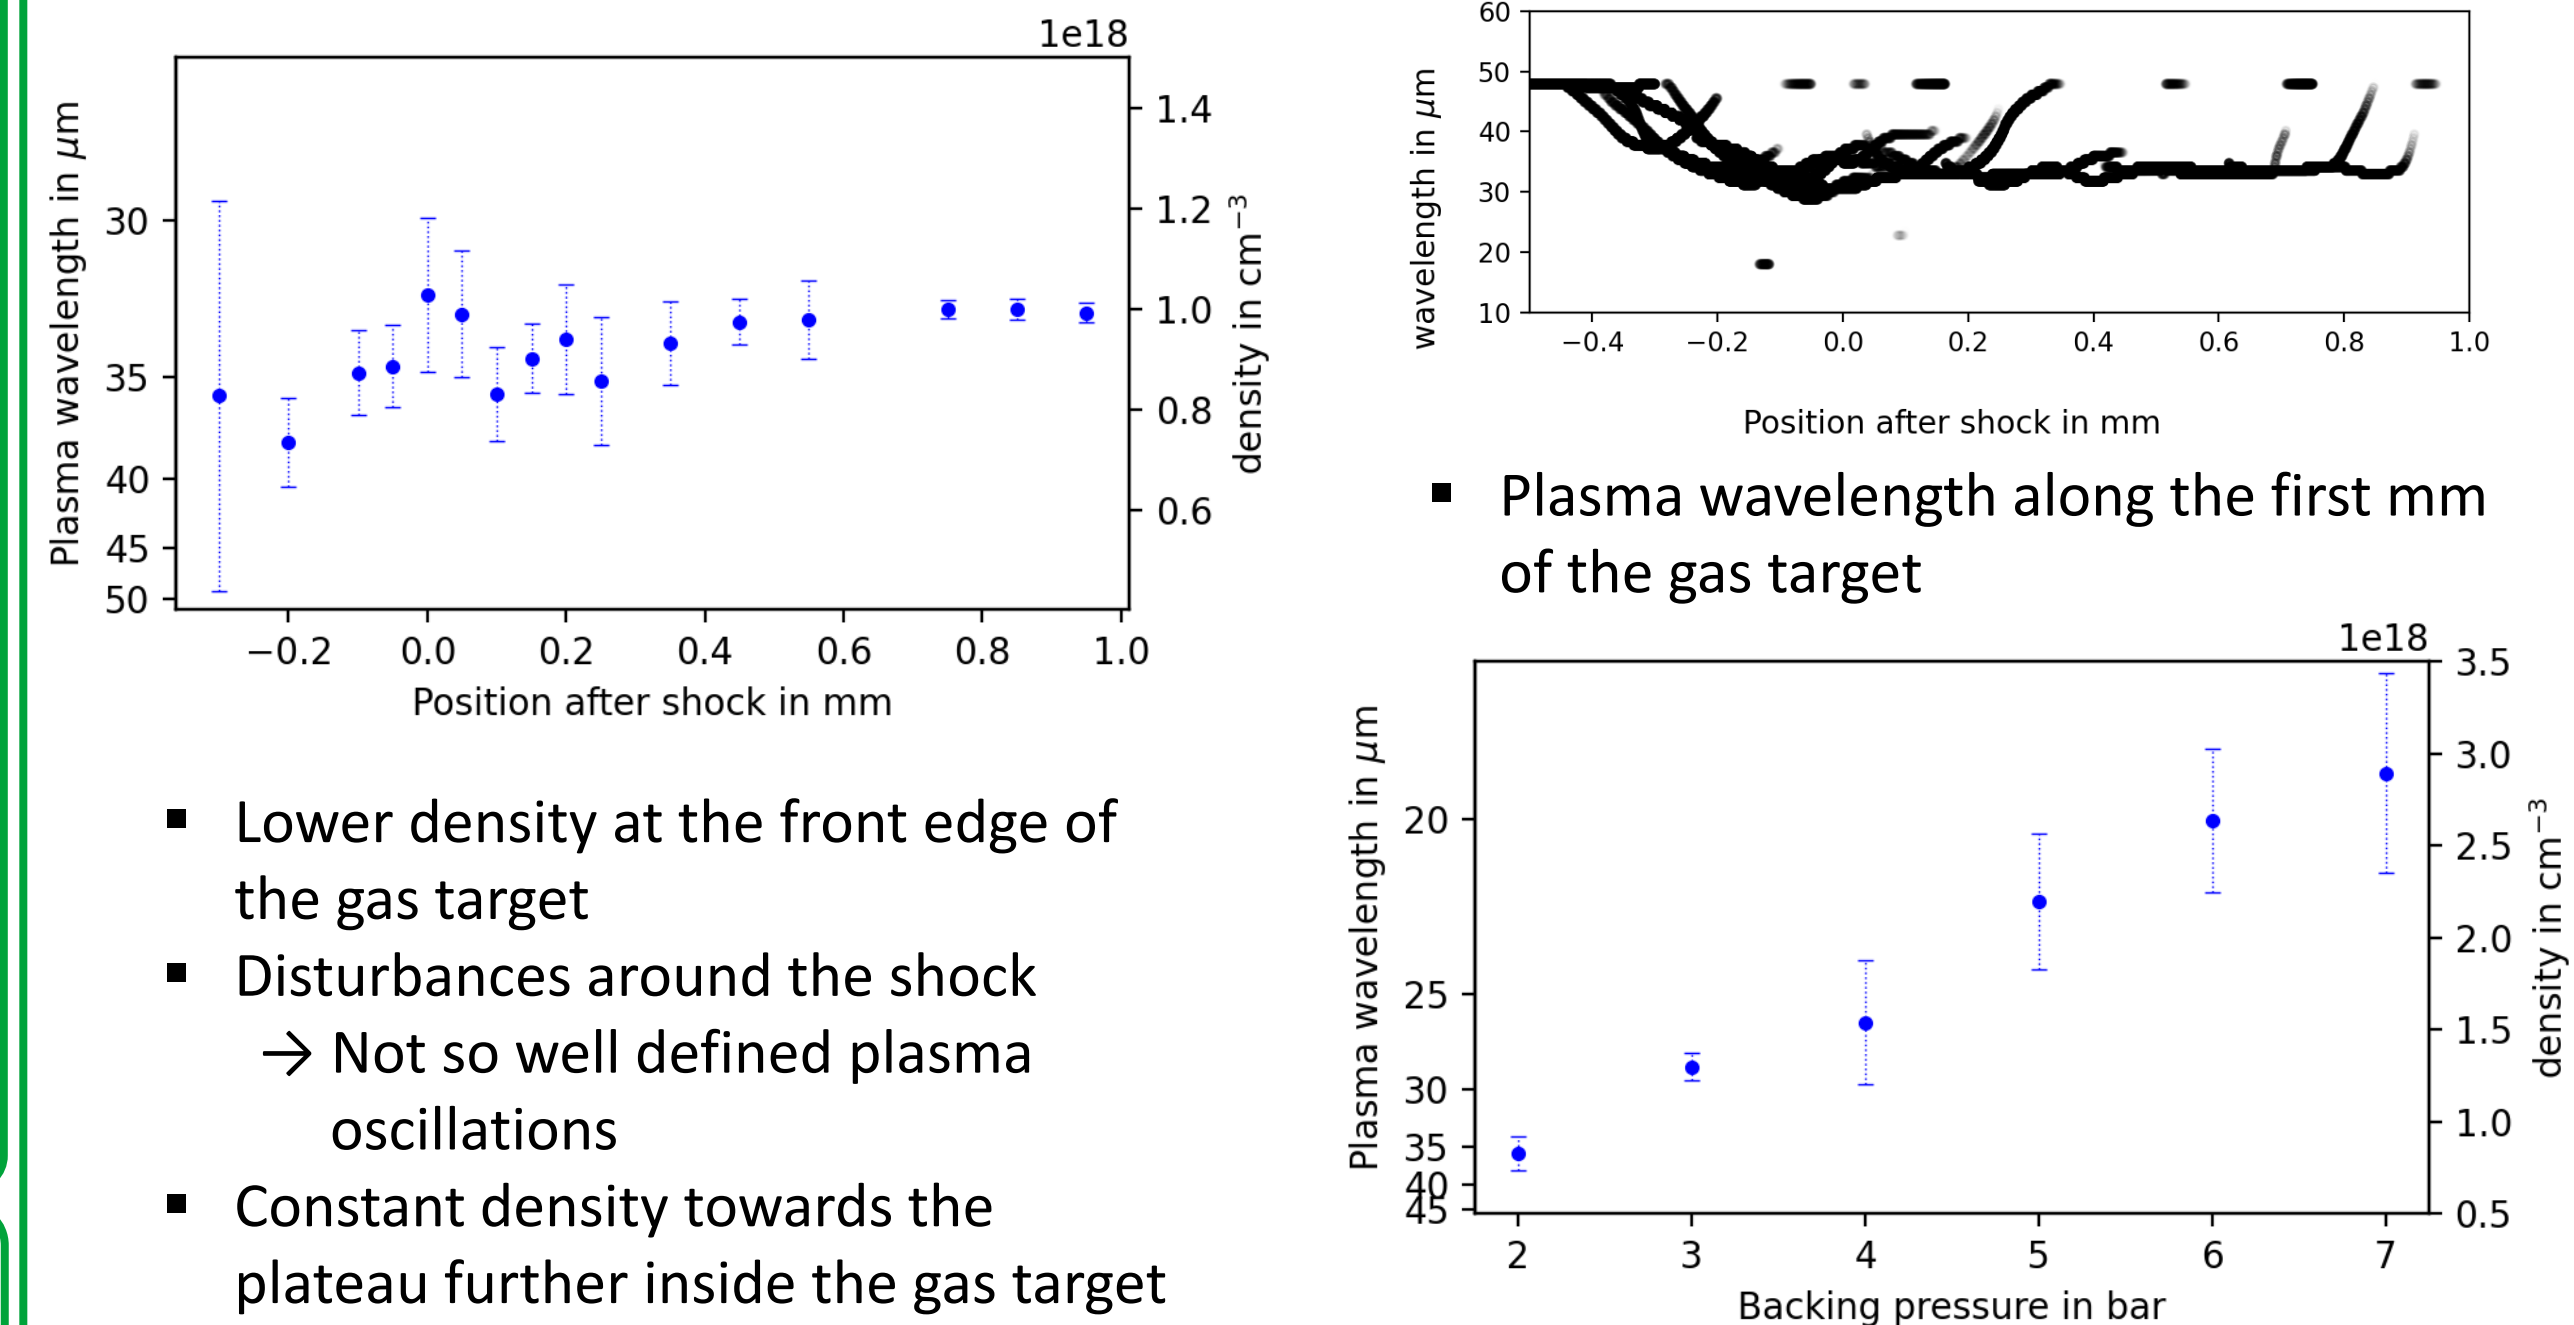 1e18
Plasma wavelength in μm
30
35
40
45
50
1.4
1.2
1.0
0.8
0.6
density in cm⁻³
−0.2
0.0
0.2
0.4
0.6
0.8
1.0
Position after shock in mm
▪ Lower density at the front edge of
the gas target
▪ Disturbances around the shock
→ Not so well defined plasma
oscillations
▪ Constant density towards the
plateau further inside the gas target
wavelength in μm
60
50
40
30
20
10
−0.4
−0.2
0.0
0.2
0.4
0.6
0.8
1.0
Position after shock in mm
▪ Plasma wavelength along the first mm
of the gas target
1e18
Plasma wavelength in μm
20
25
30
35
40
45
3.5
3.0
2.5
2.0
1.5
1.0
0.5
density in cm⁻³
2
3
4
5
6
7
Backing pressure in bar